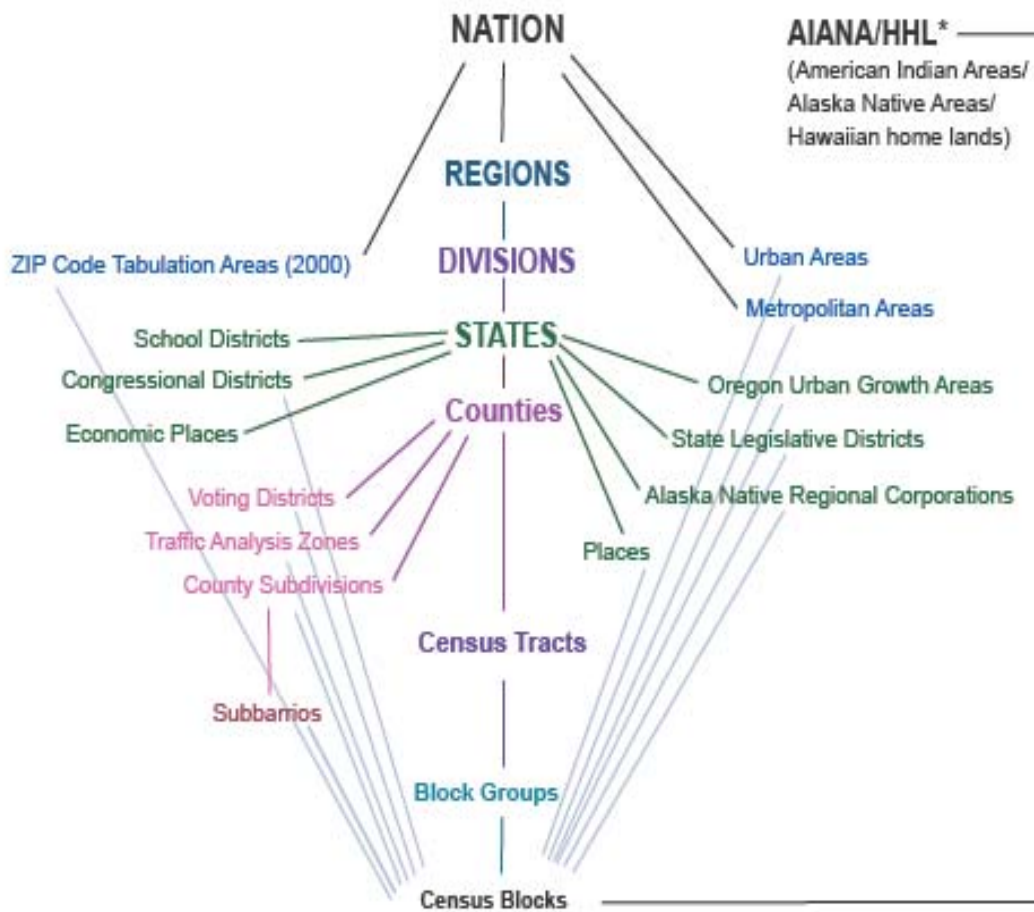 NATION
AIANA/HHL*
(American Indian Areas/
Alaska Native Areas/
Hawaiian home lands)
REGIONS
ZIP Code Tabulation Areas (2000)
DIVISIONS
Urban Areas
Metropolitan Areas
School Districts
STATES
Congressional Districts
Oregon Urban Growth Areas
Counties
Economic Places
State Legislative Districts
Voting Districts
Alaska Native Regional Corporations
Traffic Analysis Zones
Places
County Subdivisions
Census Tracts
Subbarrios
Block Groups
Census Blocks